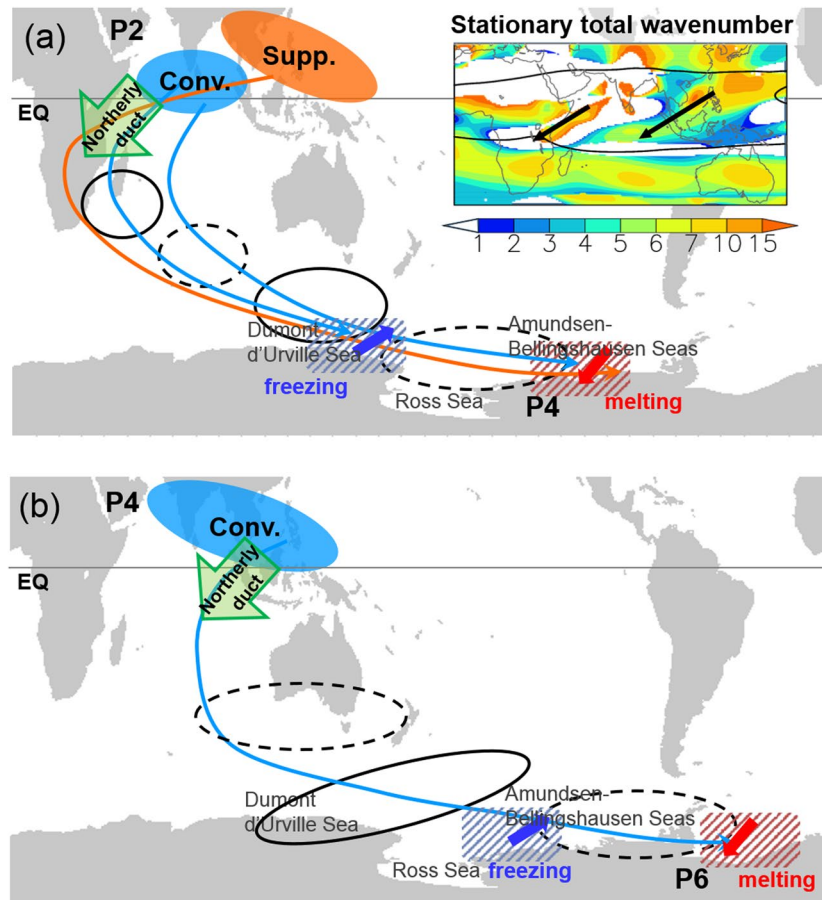 (a)
P2
Supp.
Conv.
EQ
Northerly
duct
Stationary total wavenumber
1 2 3 4 5 6 7 10 15
Dumont
d'Urville Sea
Amundsen-
Bellingshausen Seas
freezing
Ross Sea
P4
melting
(b)
P4
Conv.
EQ
Northerly
duct
Dumont
d'Urville Sea
Amundsen-
Bellingshausen Seas
Ross Sea
freezing
P6
melting